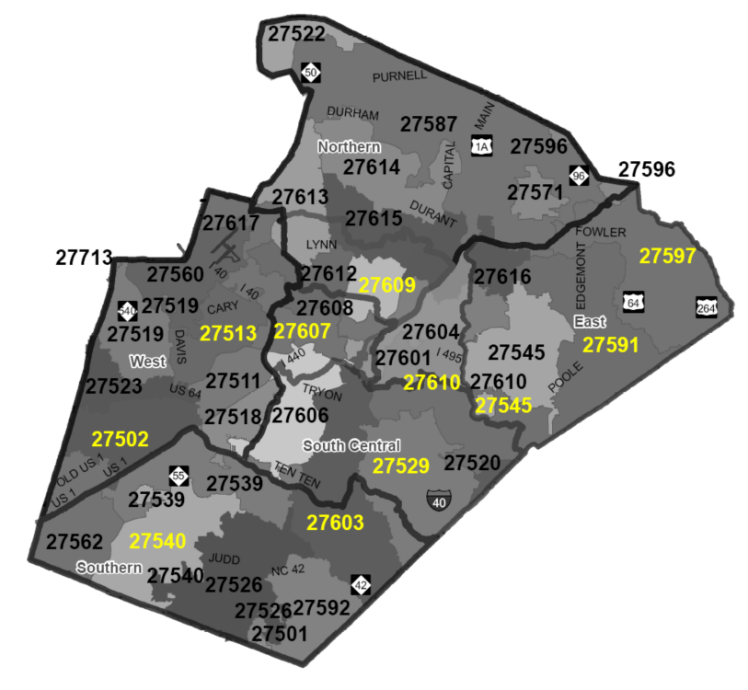 27522
50
PURNELL
DURHAM
27587
MAIN
1A
27596
Northern
27614
CAPITAL
96
27596
27571
27613
27615
DURANT
27617
LYNN
FOWLER
27713
27560
27612
27609
27616
EDGEMONT
27597
I 40
I 40
540
27519
CARY
27608
64
264
27519
DAVIS
27513
27607
27604
East
West
I 440
27601
I 495
27545
27591
27523
US 64
27511
27610
27610
POOLE
TRYON
27545
27518
27606
27502
South Central
OLD US 1
US 1
US 1
TEN TEN
27529
27520
55
27539
27539
40
27603
27562
27540
Southern
27540
JUDD
27526
NC 42
42
27526
27592
27501